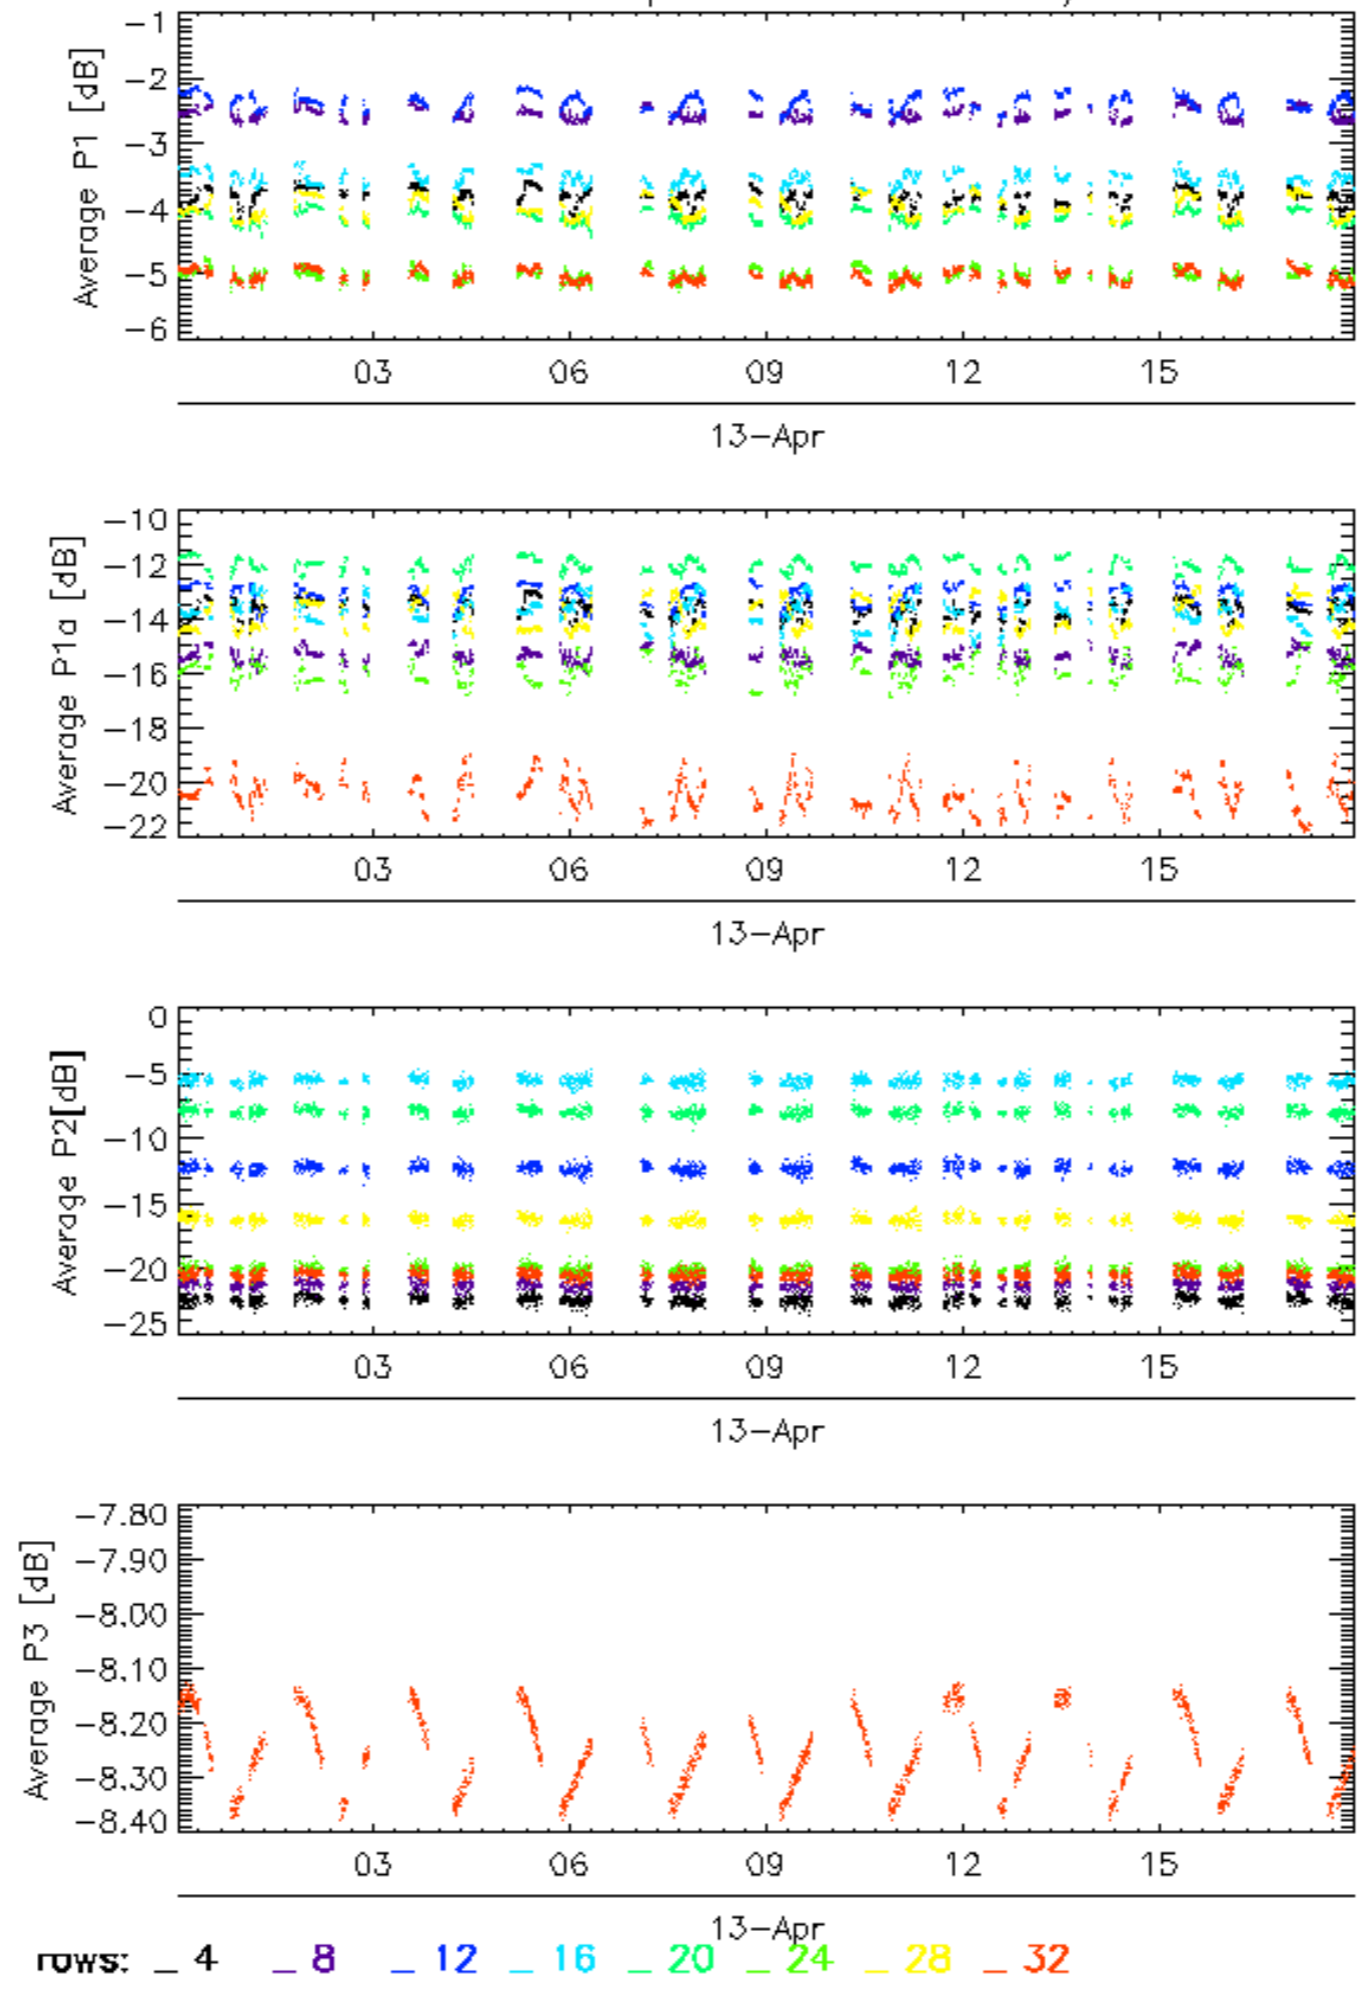 Average P1 [dB]
-1
-2
-3
-4
-5
-6
03 06 09 12 15
13-Apr
Average P1a [dB]
-10
-12
-14
-16
-18
-20
-22
03 06 09 12 15
13-Apr
Average P2[dB]
0
-5
-10
-15
-20
-25
03 06 09 12 15
13-Apr
Average P3 [dB]
-7.80
-7.90
-8.00
-8.10
-8.20
-8.30
-8.40
03 06 09 12 15
13-Apr
rows: _ 4 _ 8 _ 12 _ 16 _ 20 _ 24 _ 28 _ 32